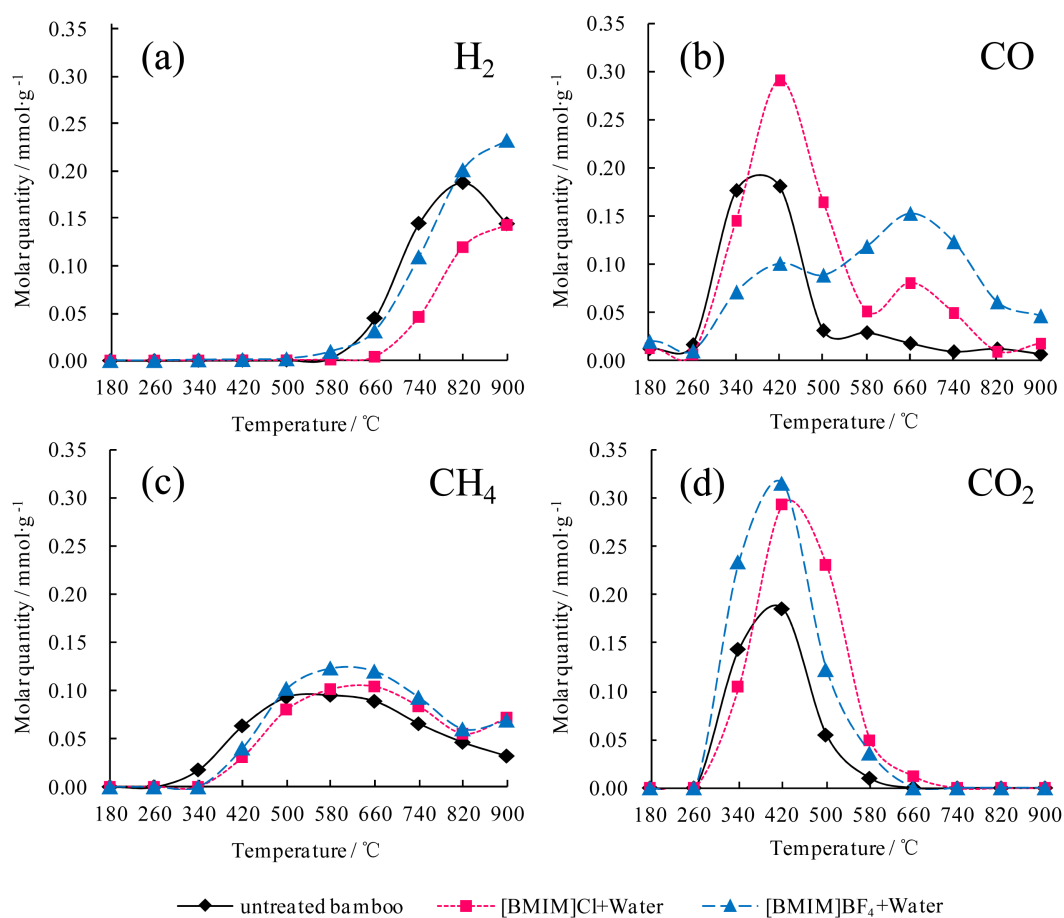 (a) H₂
0.35
0.30
0.25
0.20
0.15
0.10
0.05
0.00
Molar quantity / mmol·g⁻¹
180 260 340 420 500 580 660 740 820 900
Temperature / ℃
(b) CO
0.35
0.30
0.25
0.20
0.15
0.10
0.05
0.00
Molar quantity / mmol·g⁻¹
180 260 340 420 500 580 660 740 820 900
Temperature / ℃
(c) CH₄
0.35
0.30
0.25
0.20
0.15
0.10
0.05
0.00
Molar quantity / mmol·g⁻¹
180 260 340 420 500 580 660 740 820 900
Temperature / ℃
(d) CO₂
0.35
0.30
0.25
0.20
0.15
0.10
0.05
0.00
Molar quantity / mmol·g⁻¹
180 260 340 420 500 580 660 740 820 900
Temperature / ℃
untreated bamboo [BMIM]Cl+Water [BMIM]BF₄+Water